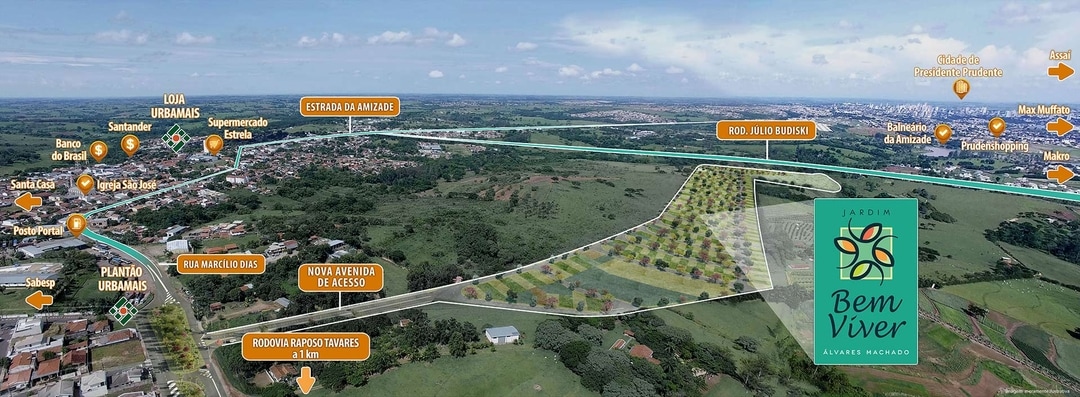 Cidade de
Presidente Prudente
Assaí
ESTRADA DA AMIZADE
LOJA
URBAMAIS
Santander
Supermercado
Estrela
Max Muffato
ROD. JÚLIO BUDISKI
Balneário
da Amizade
Prudenshopping
Banco
do Brasil
Makro
Santa Casa
Igreja São José
Posto Portal
JARDIM
Bem
Viver
ÁLVARES MACHADO
RUA MARCÍLIO DIAS
PLANTÃO
URBAMAIS
NOVA AVENIDA
DE ACESSO
Sabesp
RODOVIA RAPOSO TAVARES
a 1 km